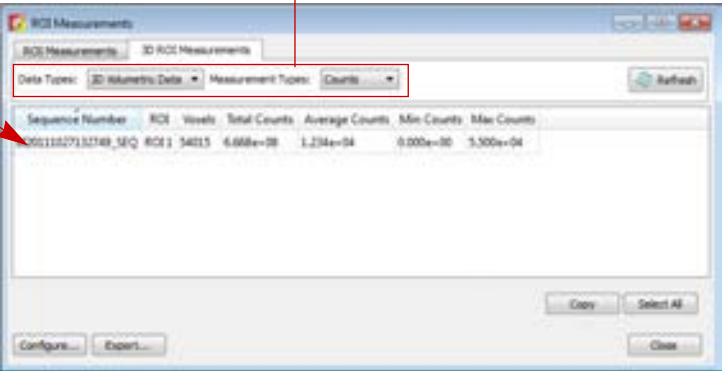 ROI Measurements
ROI Measurements 3D ROI Measurements
Data Types: 3D Volumetric Data Measurement Types: Counts Refresh
Sequence Number ROI Voxels Total Counts Average Counts Min Counts Max Counts
20111027132749_SEQ ROI 1 54015 6.668e+08 1.234e+04 0.000e+00 5.500e+04
Copy Select All
Configure... Export... Close